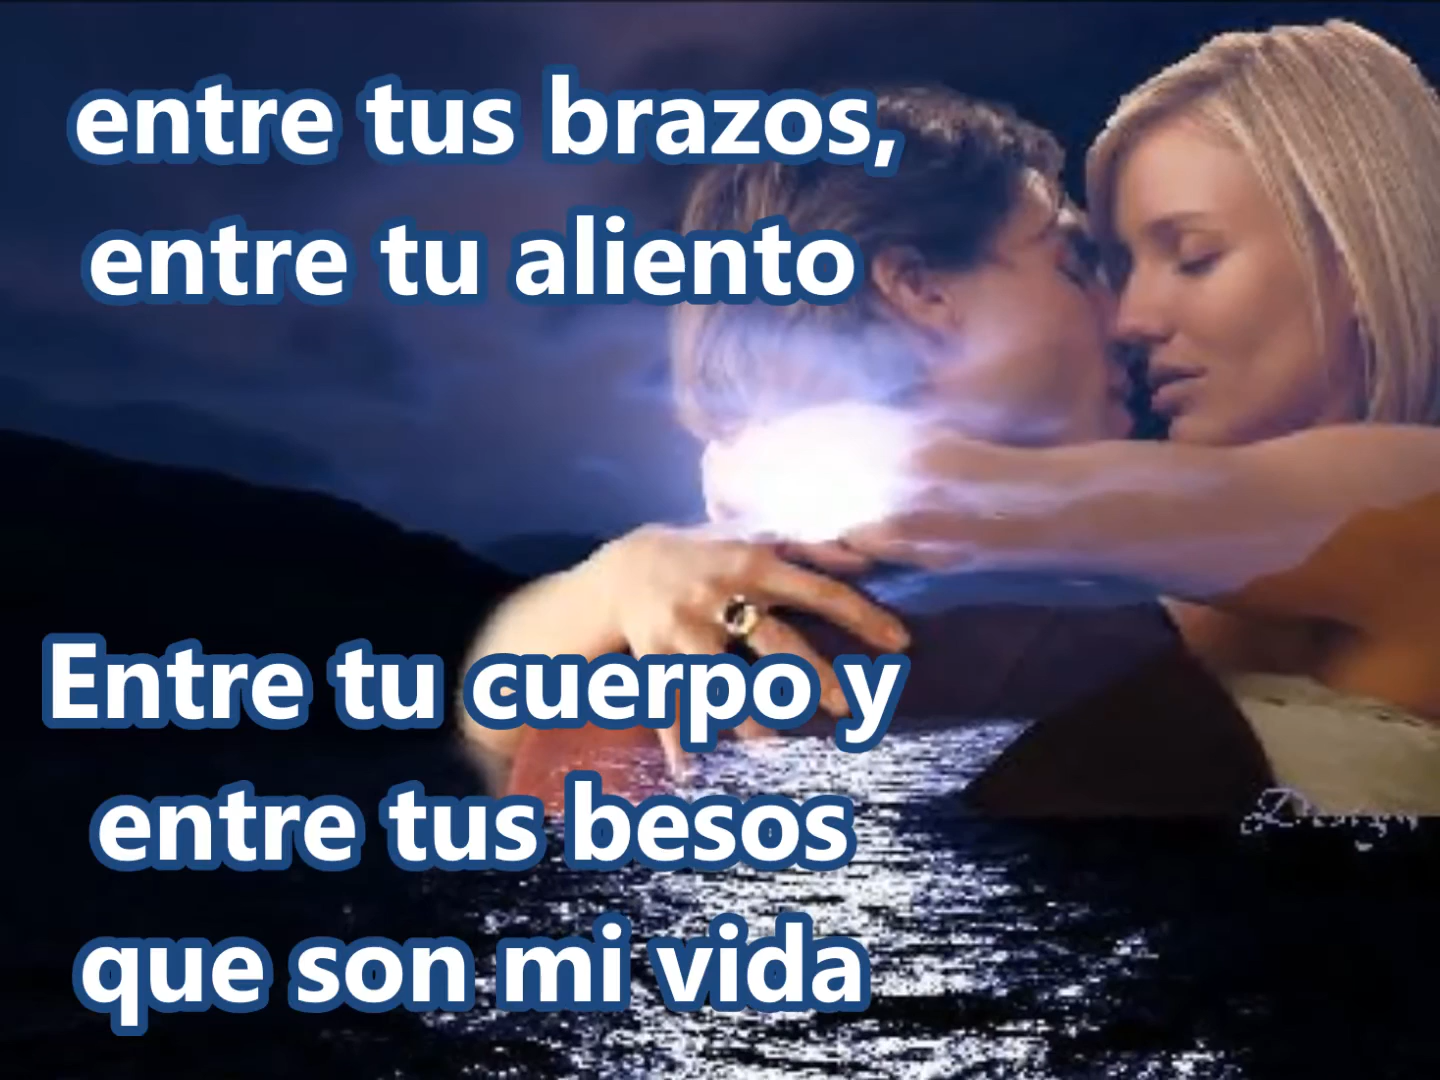 entre tus brazos,
entre tu aliento
Entre tu cuerpo y
entre tus besos
que son mi vida